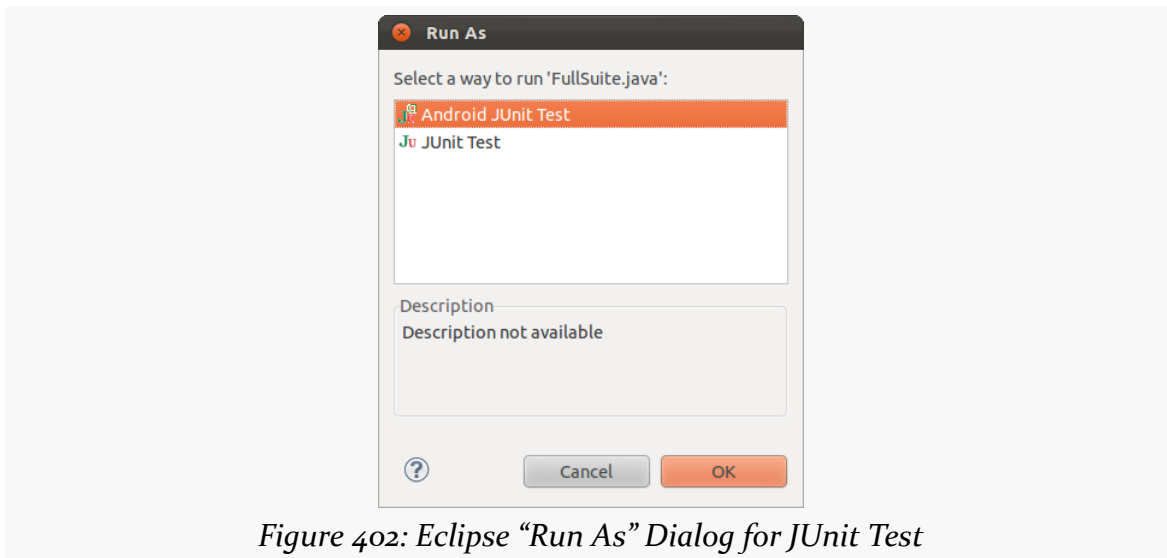 Run As
Select a way to run 'FullSuite.java':
Android JUnit Test
Ju JUnit Test
Description
Description not available
?
Cancel OK
Figure 402: Eclipse “Run As” Dialog for JUnit Test